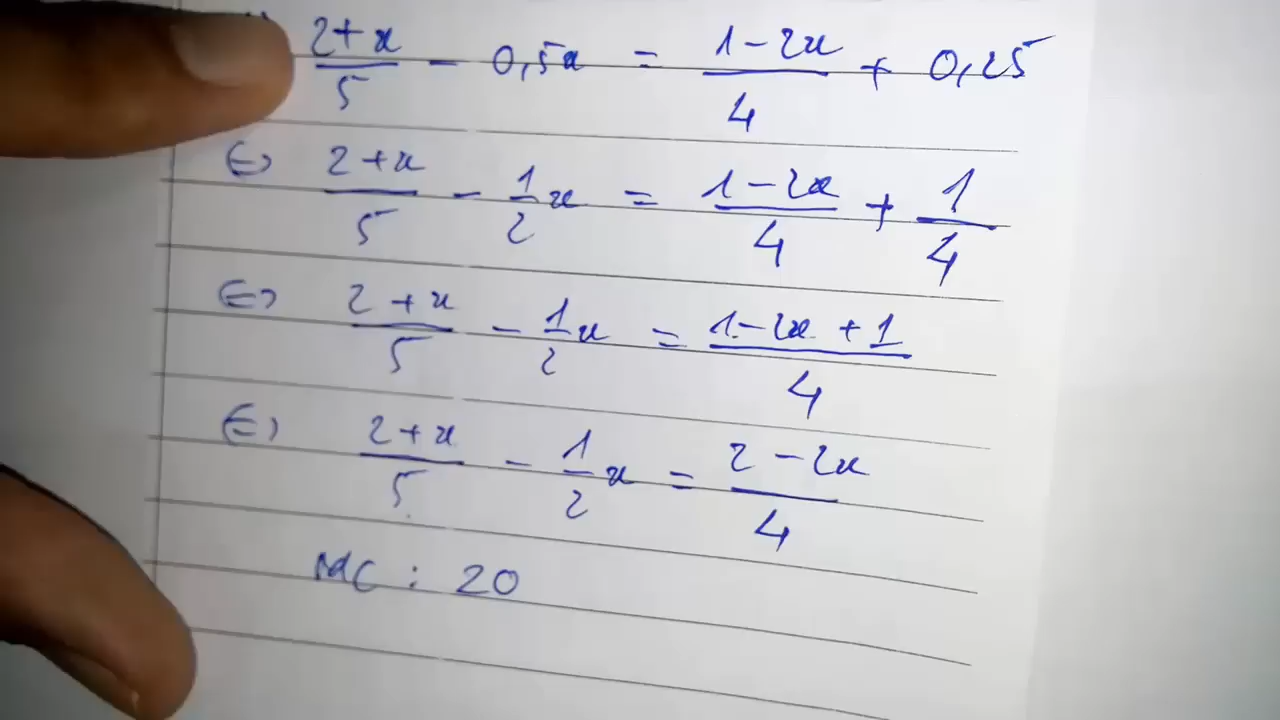 (2+x)/5 - 0,5x = (1-2x)/4 + 0,25
⇔ (2+x)/5 - 1/2 x = (1-2x)/4 + 1/4
⇔ (2+x)/5 - 1/2 x = (1-2x+1)/4
⇔ (2+x)/5 - 1/2 x = (2-2x)/4
MC : 20